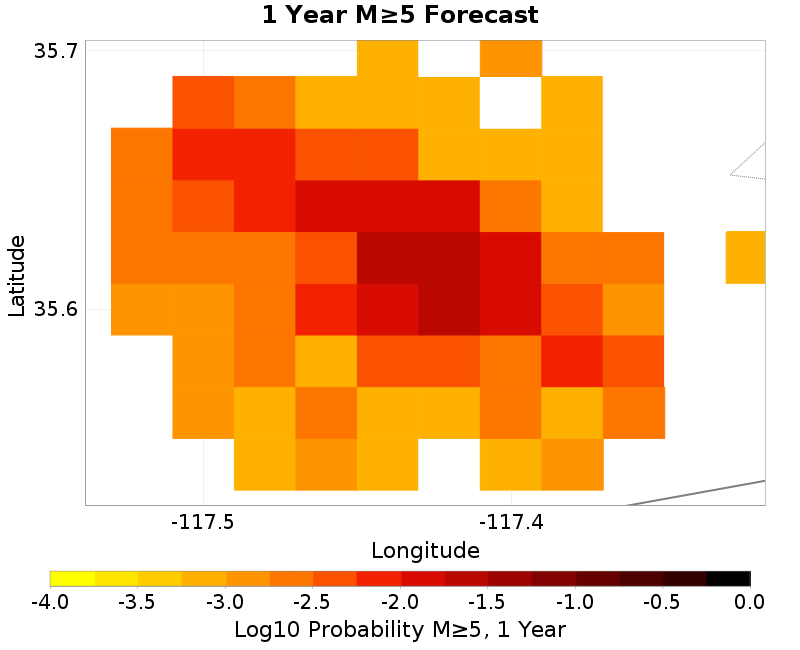 1 Year M≥5 Forecast
35.7
35.6
Latitude
-117.5 -117.4
Longitude
-4.0 -3.5 -3.0 -2.5 -2.0 -1.5 -1.0 -0.5 0.0
Log10 Probability M≥5, 1 Year